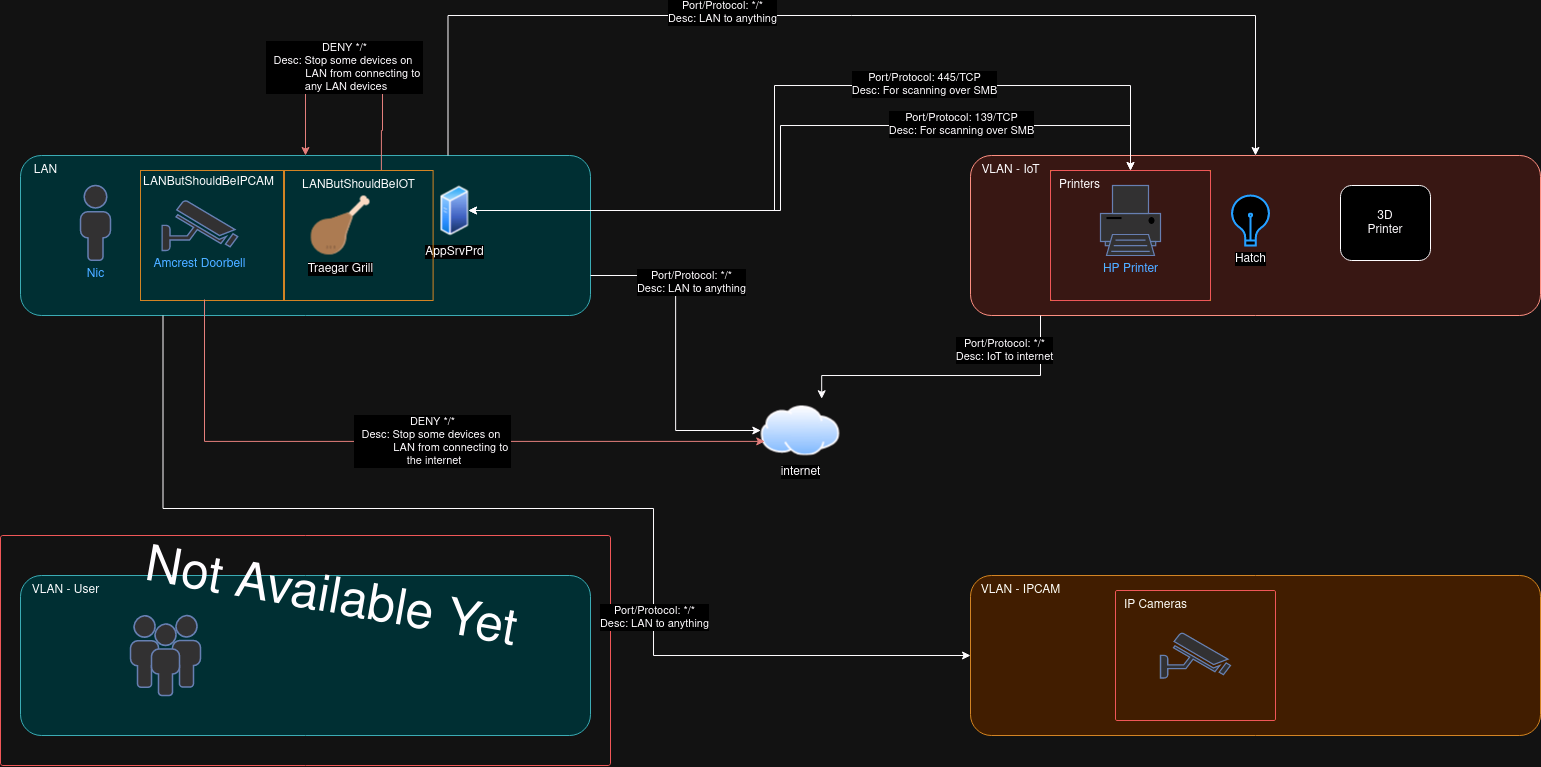 Port/Protocol: */*
Desc: LAN to anything
DENY */*
Desc: Stop some devices on
LAN from connecting to
any LAN devices
Port/Protocol: 445/TCP
Desc: For scanning over SMB
Port/Protocol: 139/TCP
Desc: For scanning over SMB
LAN
LANButShouldBeIPCAM
LANButShouldBeIOT
Nic
Amcrest Doorbell
Traegar Grill
AppSrvPrd
VLAN - IoT
Printers
HP Printer
Hatch
3D
Printer
Port/Protocol: */*
Desc: LAN to anything
Port/Protocol: */*
Desc: IoT to internet
DENY */*
Desc: Stop some devices on
LAN from connecting to
the internet
internet
Not Available Yet
VLAN - User
Port/Protocol: */*
Desc: LAN to anything
VLAN - IPCAM
IP Cameras